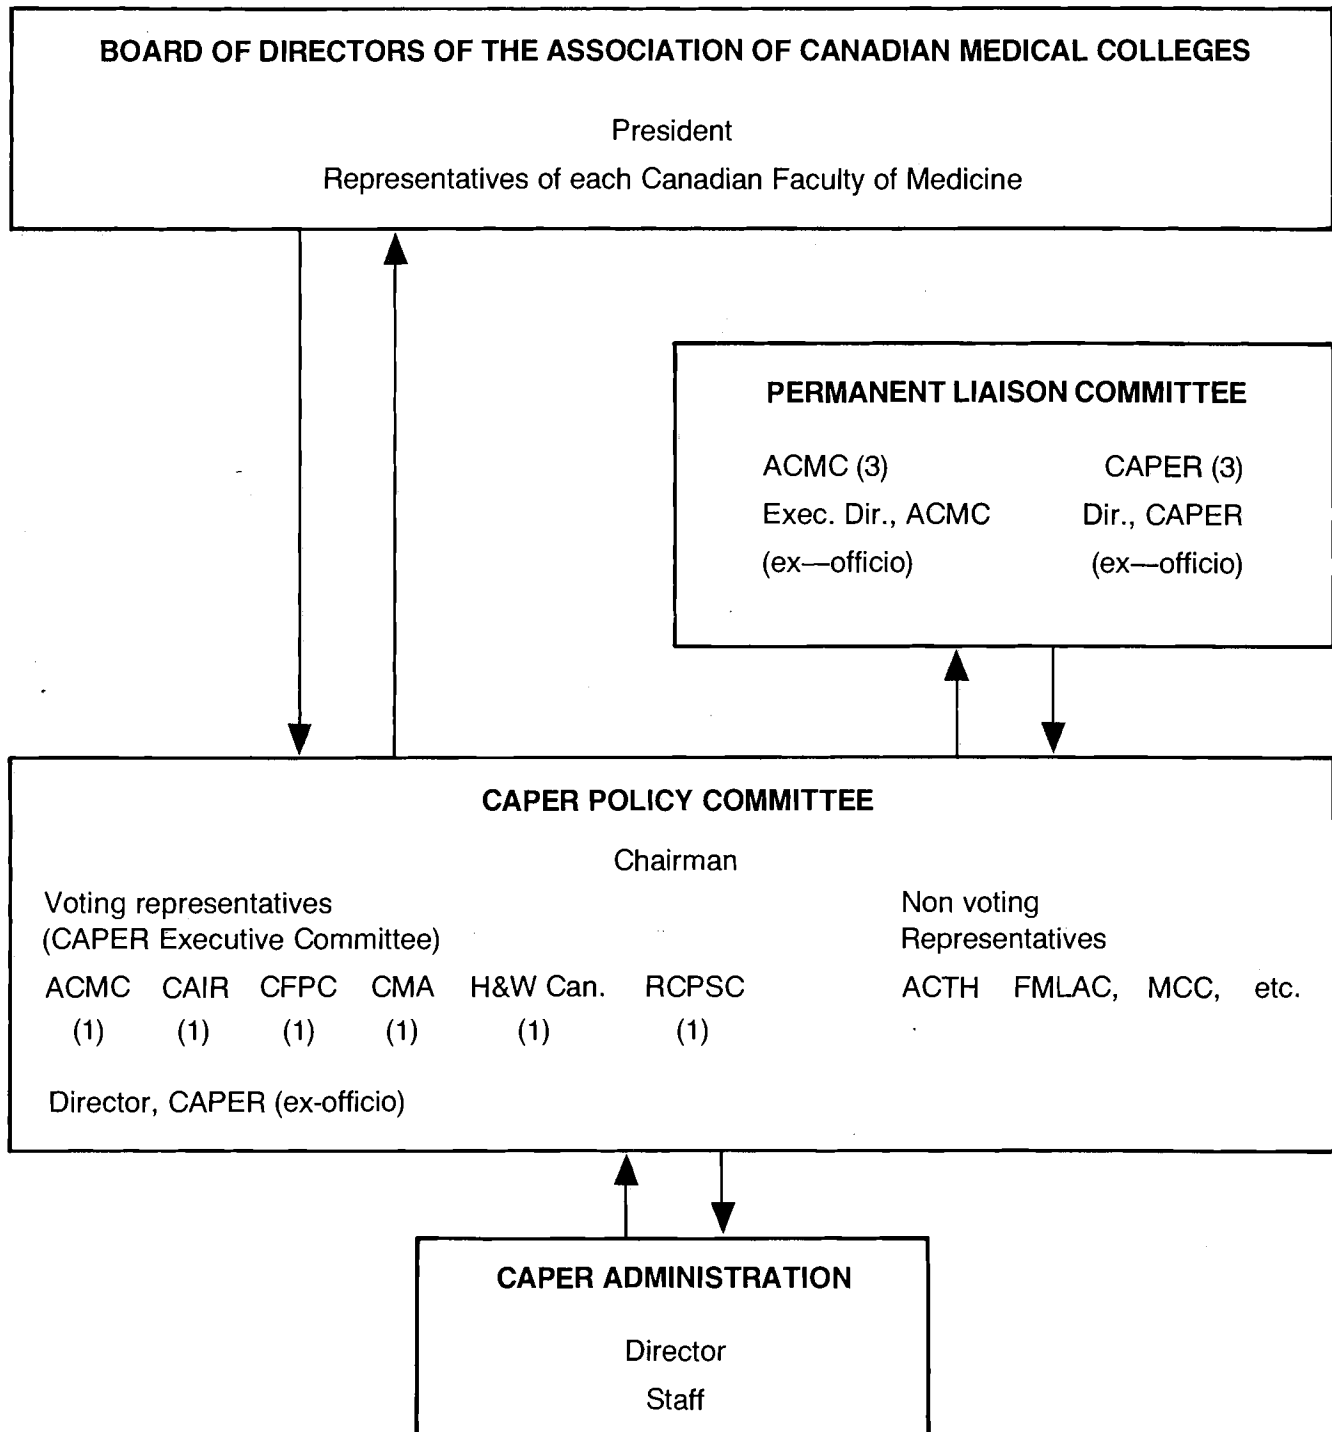 BOARD OF DIRECTORS OF THE ASSOCIATION OF CANADIAN MEDICAL COLLEGES
President
Representatives of each Canadian Faculty of Medicine
PERMANENT LIAISON COMMITTEE
ACMC (3) CAPER (3)
Exec. Dir., ACMC Dir., CAPER
(ex—officio) (ex—officio)
CAPER POLICY COMMITTEE
Chairman
Voting representatives Non voting
(CAPER Executive Committee) Representatives
ACMC CAIR CFPC CMA H&W Can. RCPSC ACTH FMLAC, MCC, etc.
(1) (1) (1) (1) (1) (1)
Director, CAPER (ex-officio)
CAPER ADMINISTRATION
Director
Staff